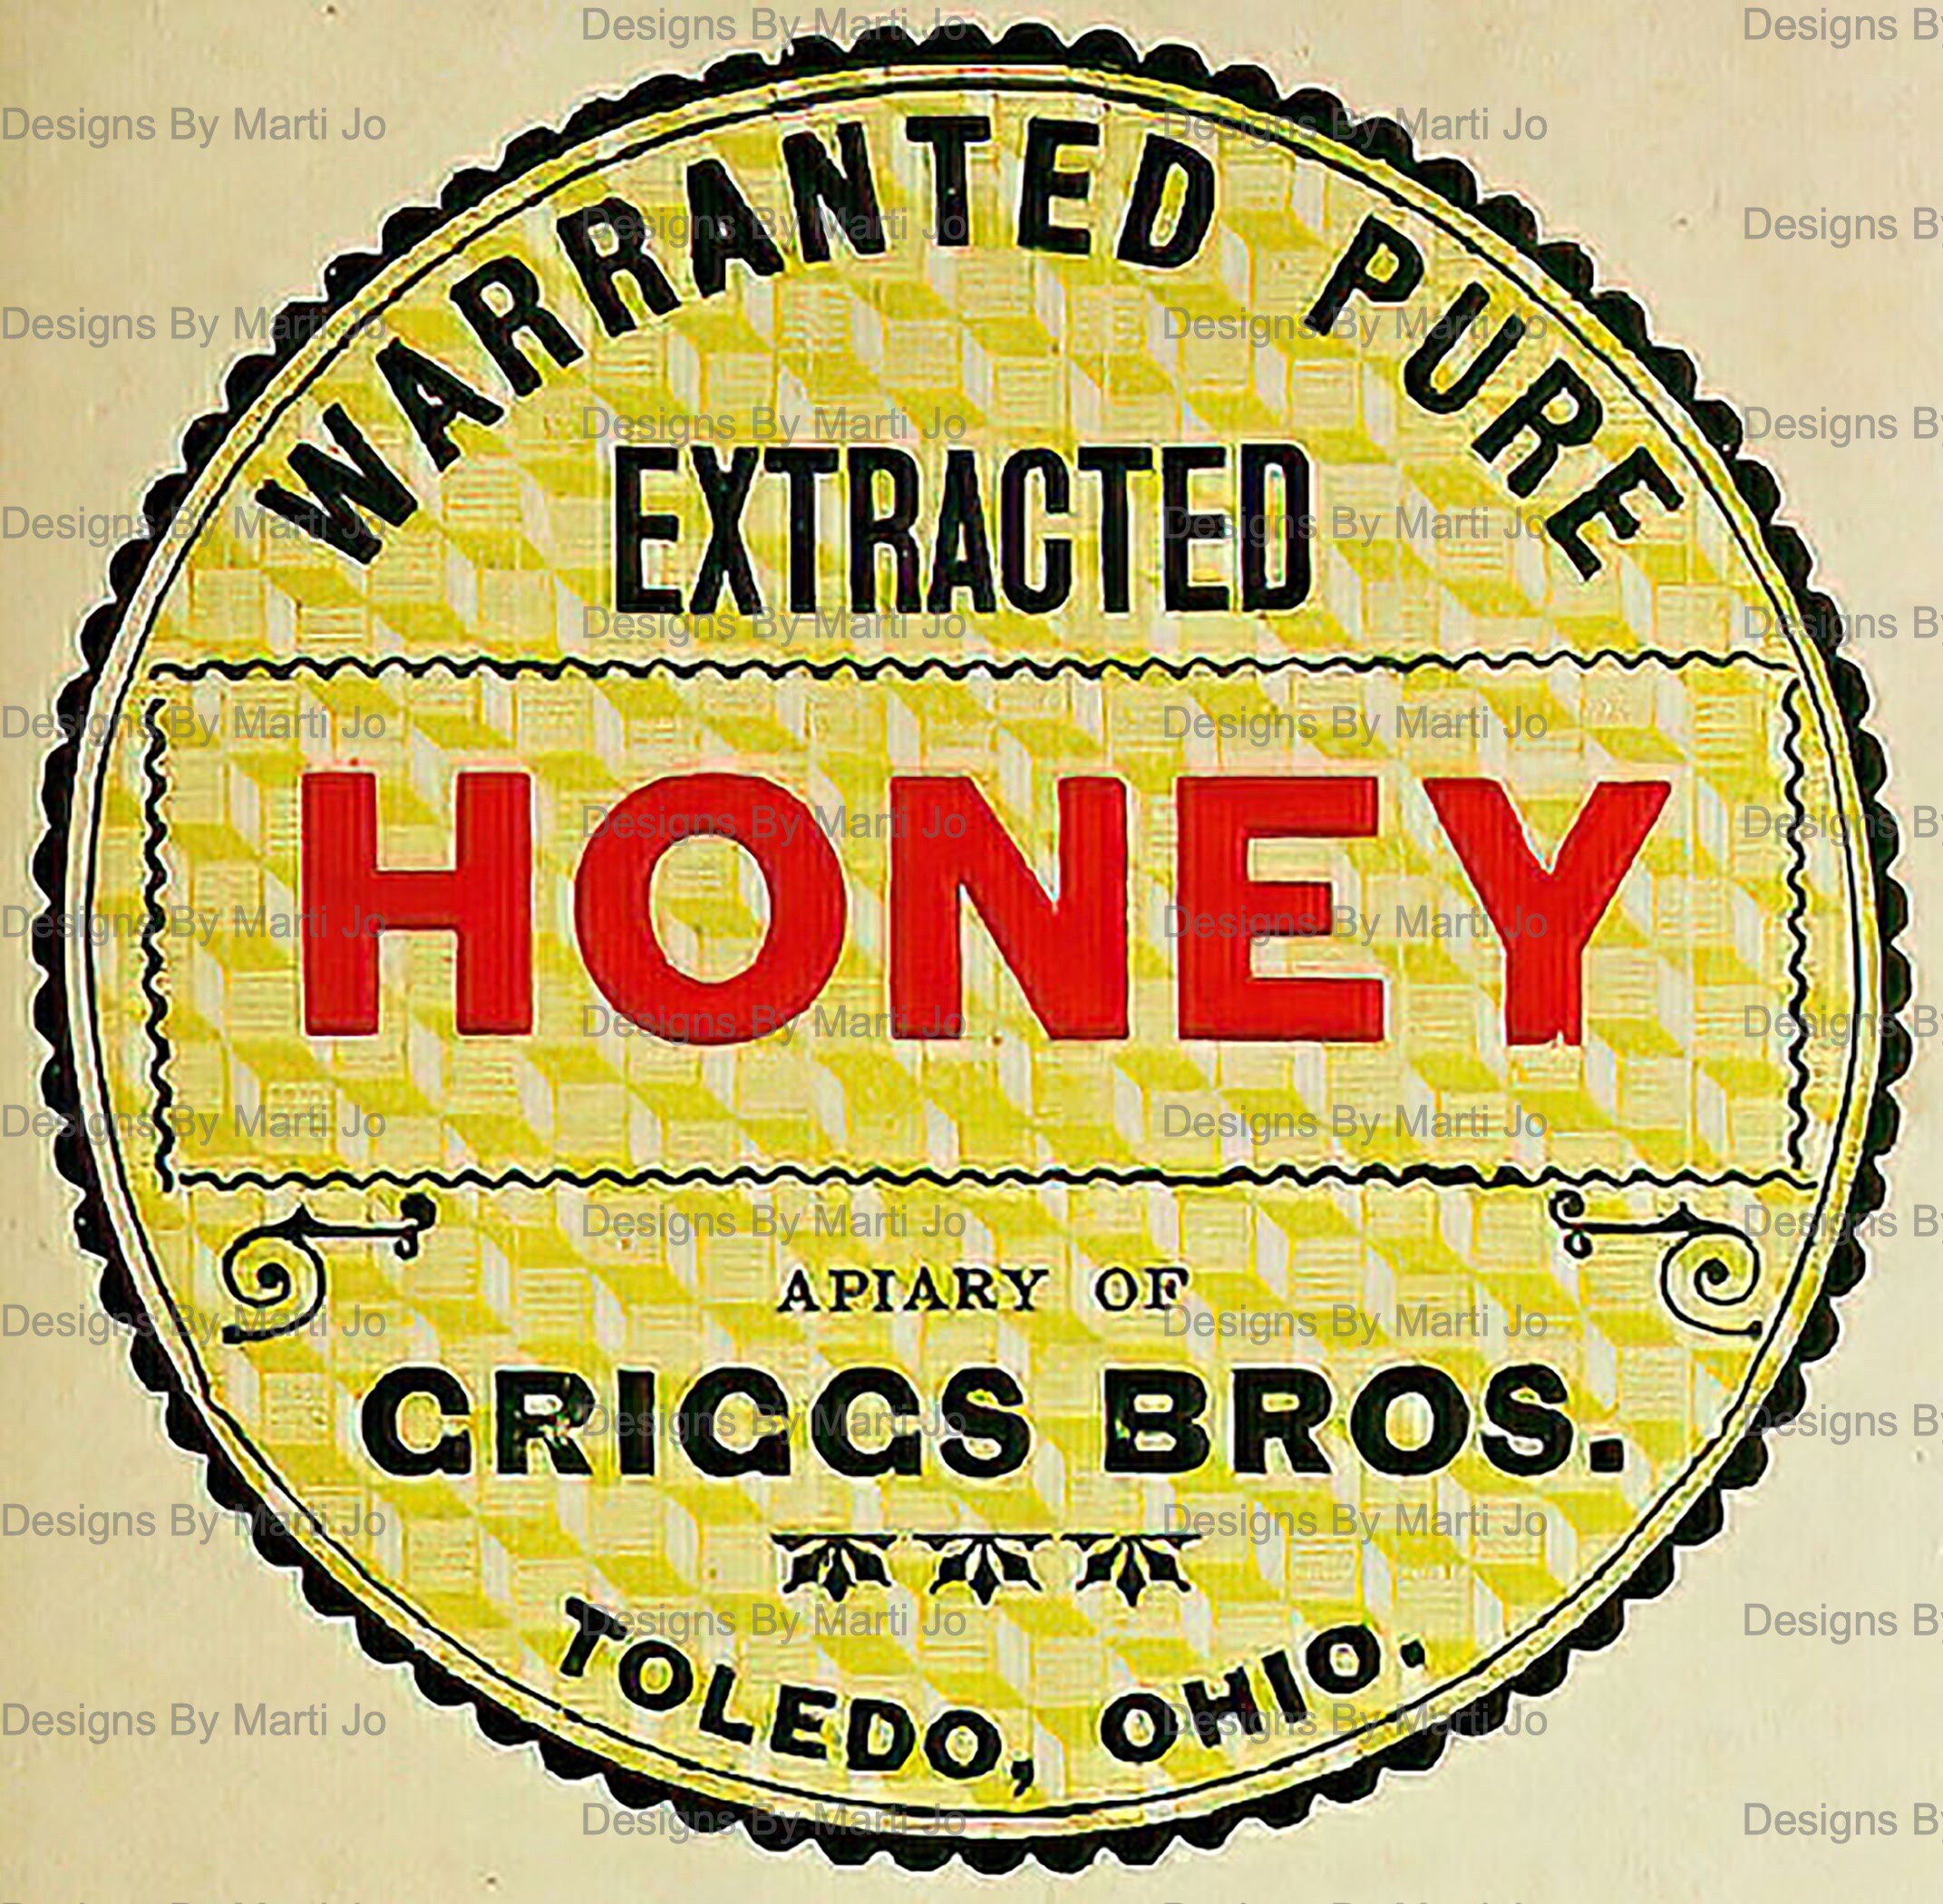 WARRANTED PURE
EXTRACTED
HONEY
APIARY OF
GRIGGS BROS.
TOLEDO, OHIO.
Designs By Marti Jo